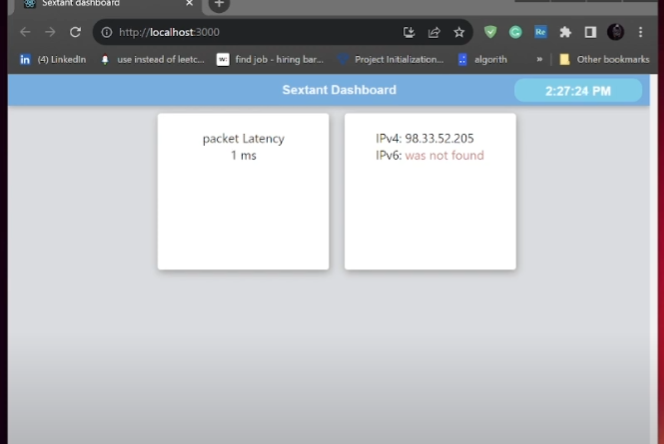 Sextant dashboard
http://localhost:3000
Re
in (4) LinkedIn
use instead of leetc...
w: find job - hiring bar...
Project Initialization...
algorith
»
Other bookmarks
Sextant Dashboard
2:27:24 PM
packet Latency
1 ms
IPv4: 98.33.52.205
IPv6: was not found